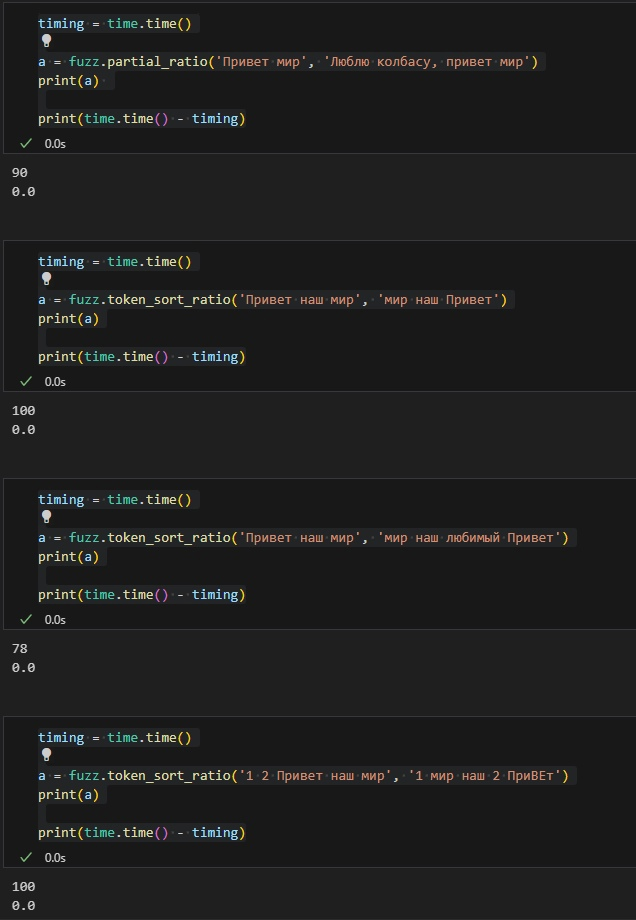 timing = time.time()
a = fuzz.partial_ratio('Привет мир', 'Люблю колбасу, привет мир')
print(a)
print(time.time() - timing)
0.0s
90
0.0
timing = time.time()
a = fuzz.token_sort_ratio('Привет наш мир', 'мир наш Привет')
print(a)
print(time.time() - timing)
0.0s
100
0.0
timing = time.time()
a = fuzz.token_sort_ratio('Привет наш мир', 'мир наш любимый Привет')
print(a)
print(time.time() - timing)
0.0s
78
0.0
timing = time.time()
a = fuzz.token_sort_ratio('1 2 Привет наш мир', '1 мир наш 2 ПриВЕт')
print(a)
print(time.time() - timing)
0.0s
100
0.0